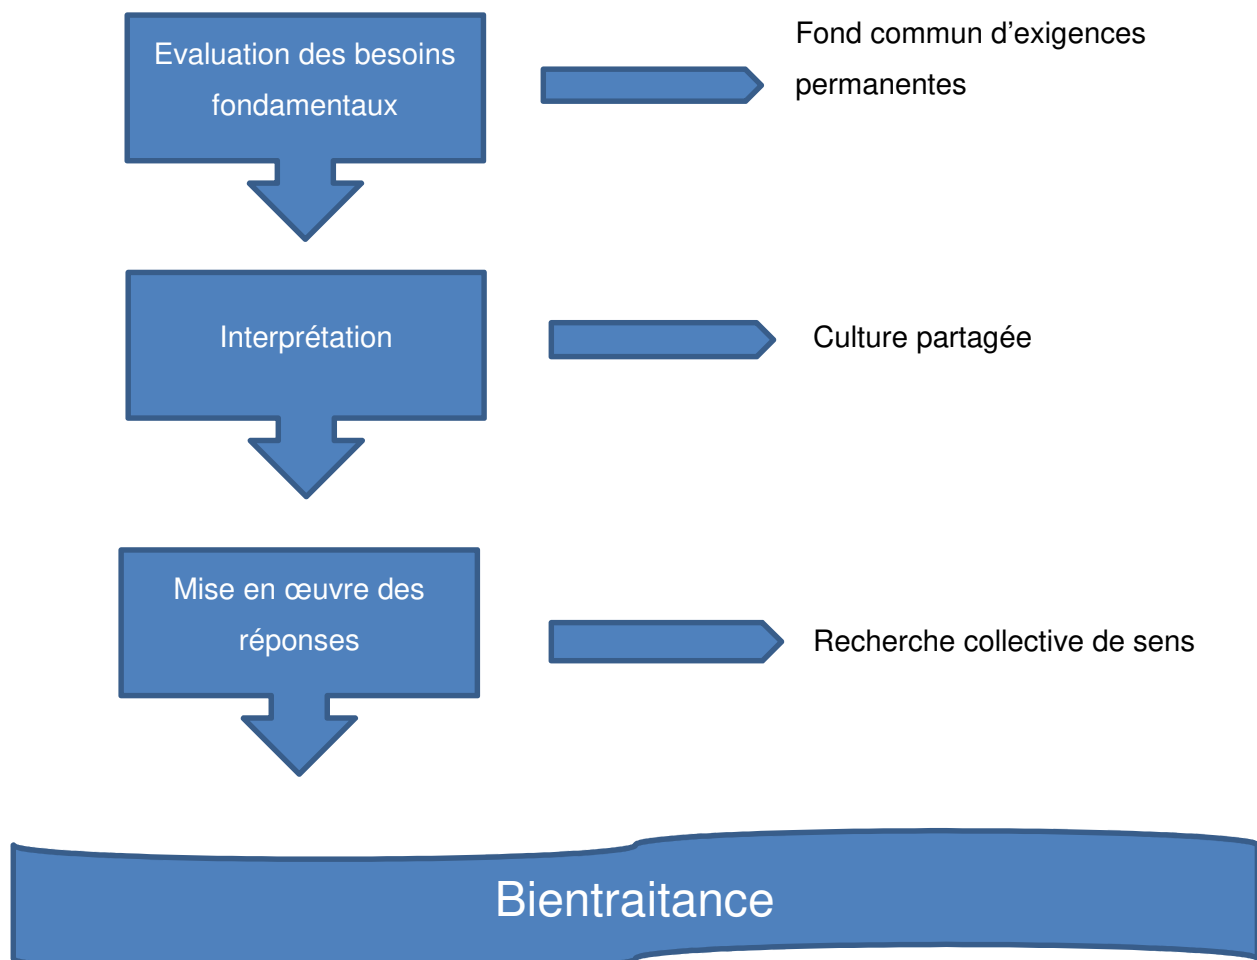 Evaluation des besoins
fondamentaux
Fond commun d'exigences
permanentes
Interprétation
Culture partagée
Mise en œuvre des
réponses
Recherche collective de sens
Bientraitance